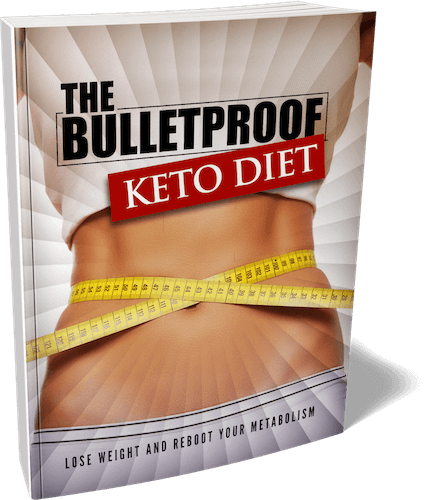 THE
BULLETPROOF
KETO DIET
LOSE WEIGHT AND REBOOT YOUR METABOLISM